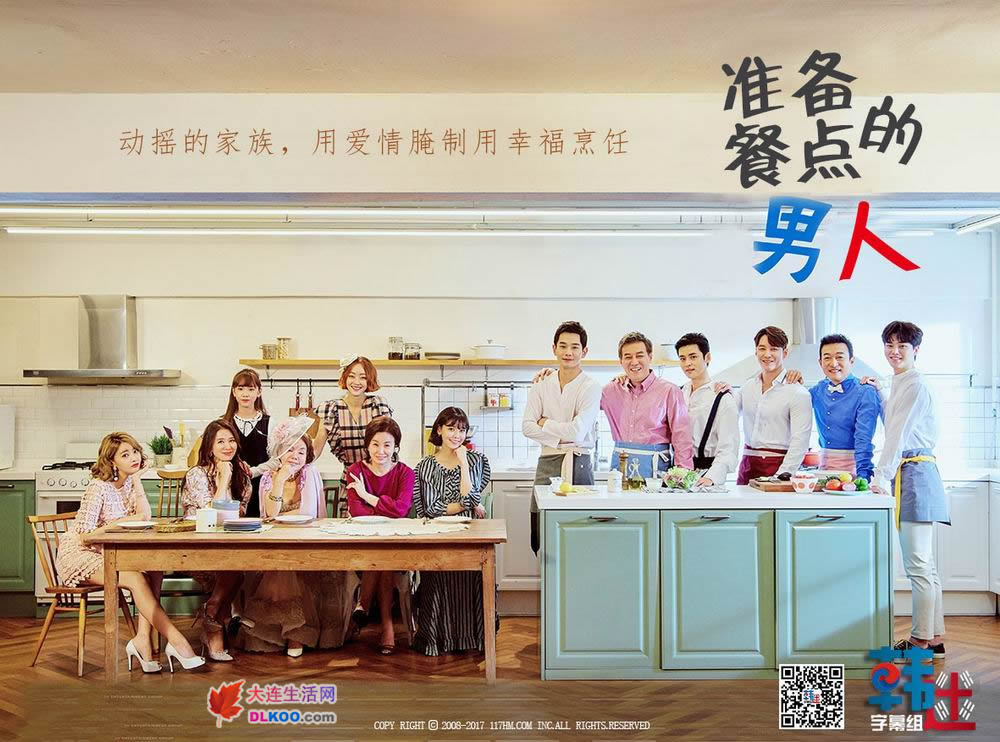 准备
餐点的
男人
动摇的家族，用爱情腌制用幸福烹饪
大连生活网
DLKOO.com
COPY RIGHT ⓒ 2008-2017 117HM.COM INC.ALL RIGHTS.RESERVED
韩迷
字幕组